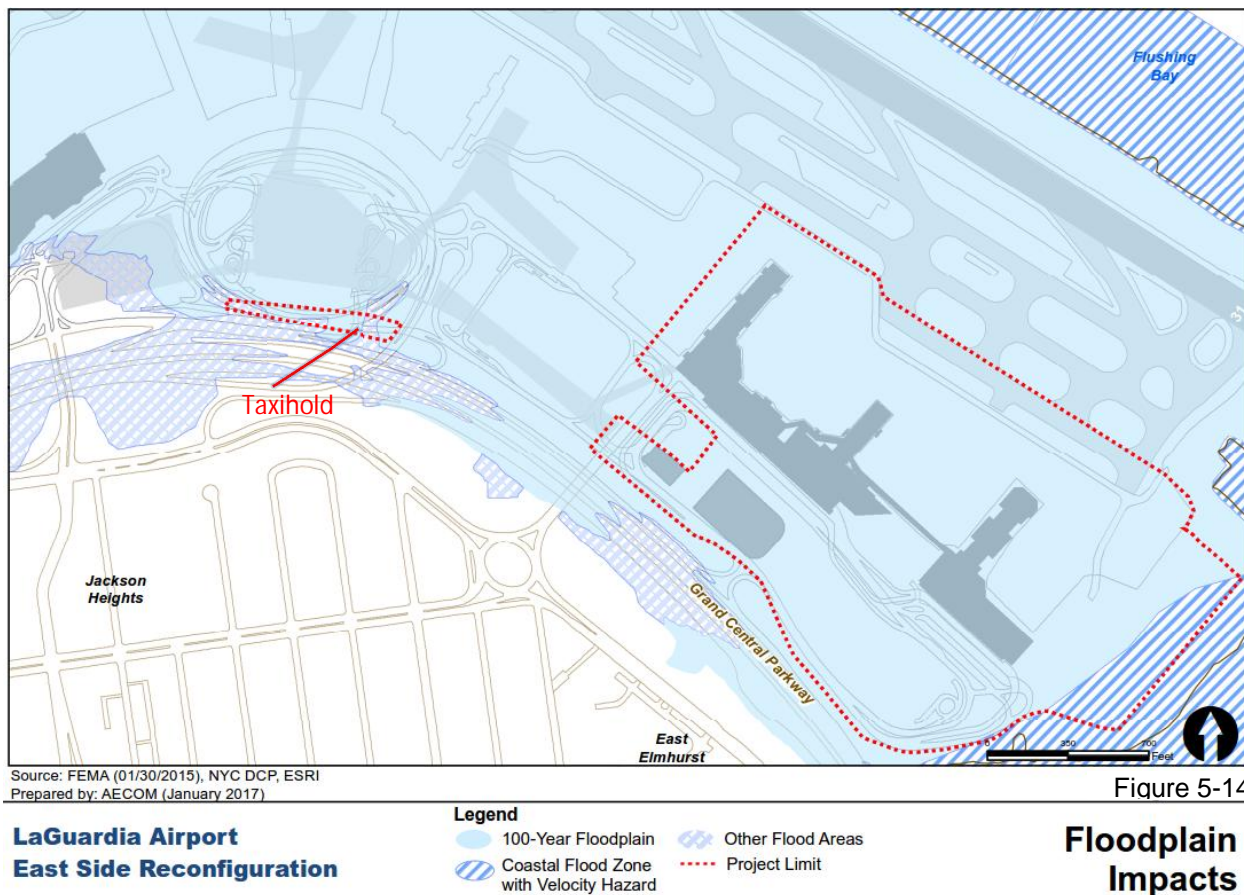 Flushing
Bay
31
Taxihold
Jackson
Heights
Grand Central Parkway
East
Elmhurst
0 350 700
Feet
Source: FEMA (01/30/2015), NYC DCP, ESRI
Prepared by: AECOM (January 2017)
Figure 5-14
LaGuardia Airport
East Side Reconfiguration
Legend
100-Year Floodplain
Coastal Flood Zone
with Velocity Hazard
Other Flood Areas
Project Limit
Floodplain
Impacts